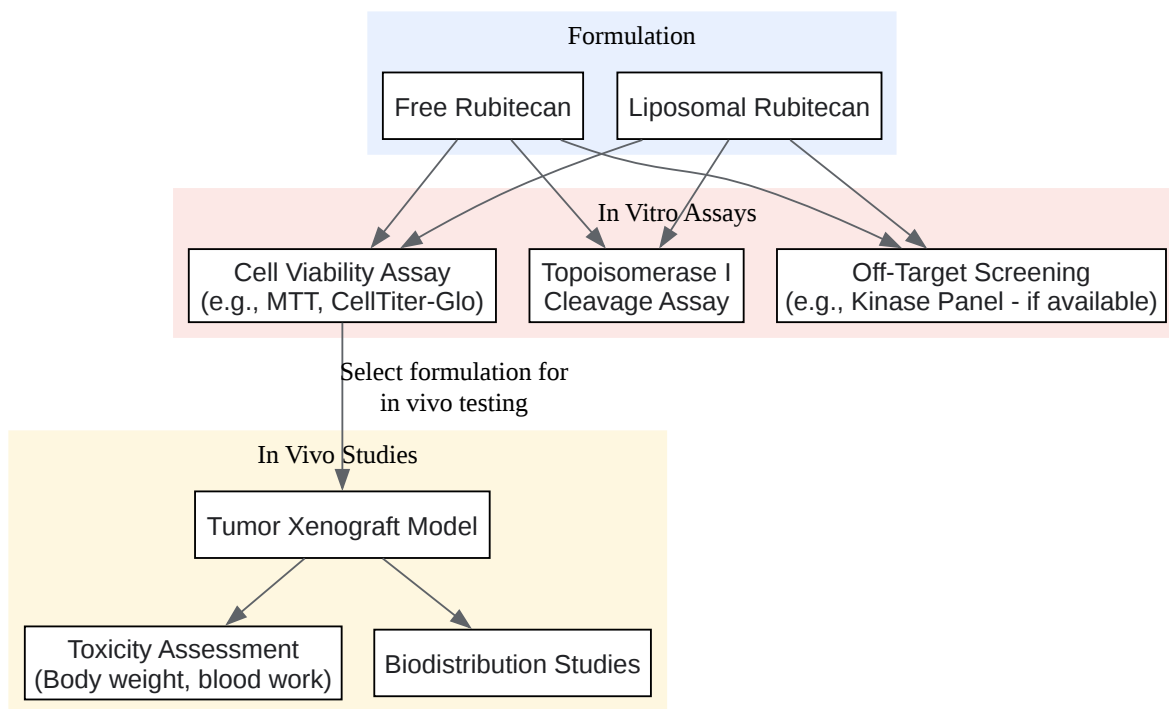 Formulation
Free Rubitecan
Liposomal Rubitecan
In Vitro Assays
Cell Viability Assay
(e.g., MTT, CellTiter-Glo)
Topoisomerase I
Cleavage Assay
Off-Target Screening
(e.g., Kinase Panel - if available)
Select formulation for
in vivo testing
In Vivo Studies
Tumor Xenograft Model
Toxicity Assessment
(Body weight, blood work)
Biodistribution Studies